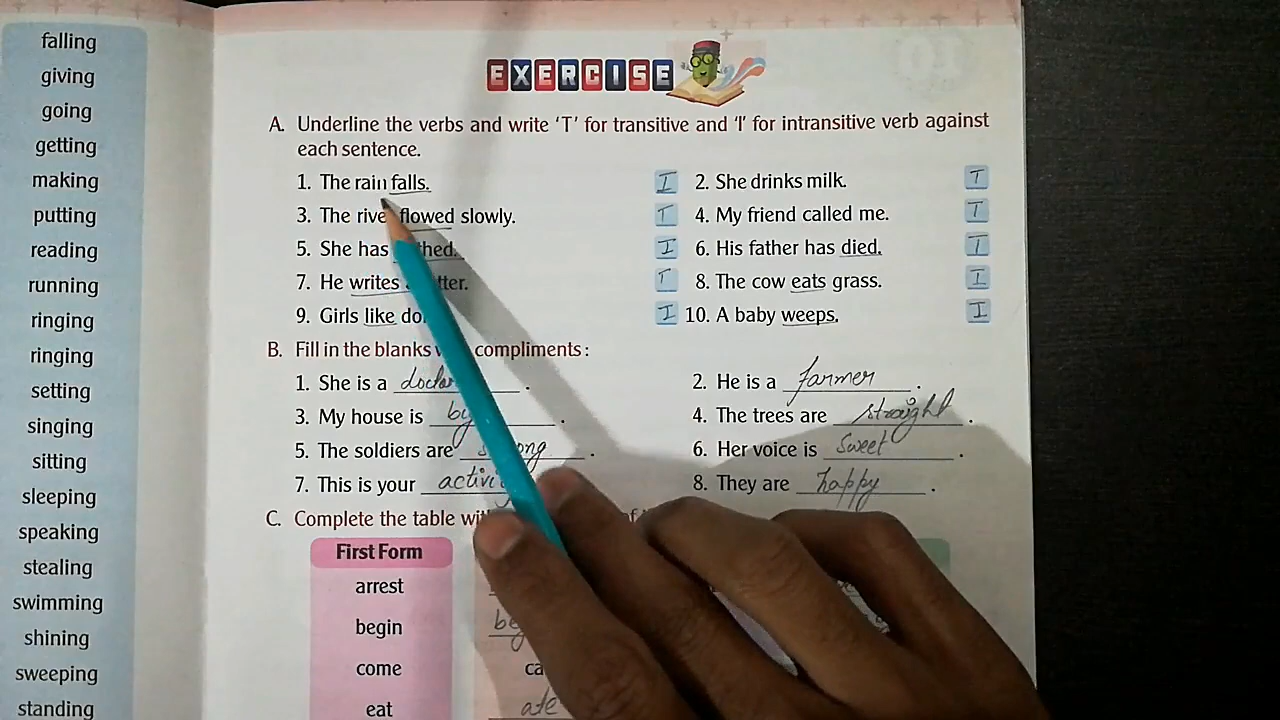 falling
giving
going
getting
making
putting
reading
running
ringing
ringing
setting
singing
sitting
sleeping
speaking
stealing
swimming
shining
sweeping
standing
EXERCISE
A. Underline the verbs and write 'T' for transitive and 'I' for intransitive verb against
each sentence.
1. The rain falls. I 2. She drinks milk. T
3. The flowed slowly. T 4. My friend called me. T
5. She has I 6. His father has died. T
7. He writes T 8. The cow eats grass. I
9. Girls like I 10. A baby weeps. I
B. Fill in the blanks compliments :
1. She is a doctor. 2. He is a farmer.
3. My house is . 4. The trees are straight.
5. The soldiers are . 6. Her voice is sweet.
7. This is your 8. They are happy.
C. Complete the table
First Form
arrest
begin
come
eat ate